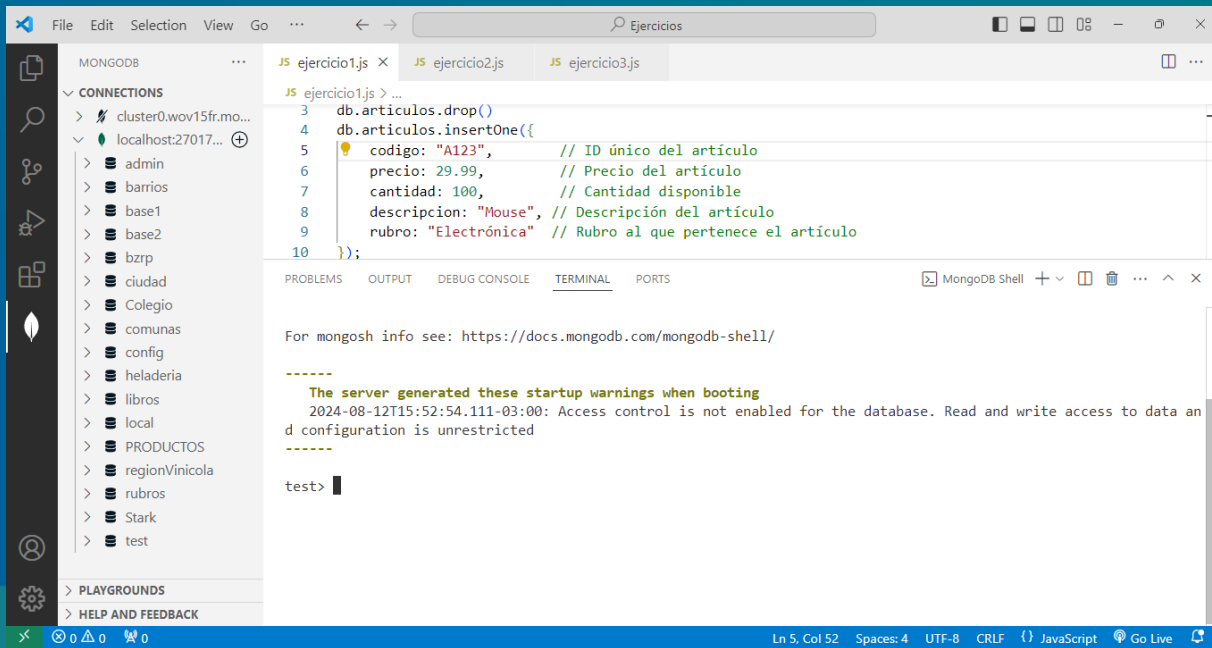 File Edit Selection View Go ··· Ejercicios
MONGODB ···
CONNECTIONS
cluster0.wov15fr.mo...
localhost:27017...
admin
barrios
base1
base2
bzrp
ciudad
Colegio
comunas
config
heladeria
libros
local
PRODUCTOS
regionVinicola
rubros
Stark
test
PLAYGROUNDS
HELP AND FEEDBACK
JS ejercicio1.js JS ejercicio2.js JS ejercicio3.js ···
JS ejercicio1.js > ...
3 db.articulos.drop()
4 db.articulos.insertOne({
5 codigo: "A123", // ID único del artículo
6 precio: 29.99, // Precio del artículo
7 cantidad: 100, // Cantidad disponible
8 descripcion: "Mouse", // Descripción del artículo
9 rubro: "Electrónica" // Rubro al que pertenece el artículo
10 });
PROBLEMS OUTPUT DEBUG CONSOLE TERMINAL PORTS MongoDB Shell ···
For mongosh info see: https://docs.mongodb.com/mongodb-shell/
------
The server generated these startup warnings when booting
2024-08-12T15:52:54.111-03:00: Access control is not enabled for the database. Read and write access to data an
d configuration is unrestricted
------
test>
0 0 0 Ln 5, Col 52 Spaces: 4 UTF-8 CRLF {} JavaScript Go Live